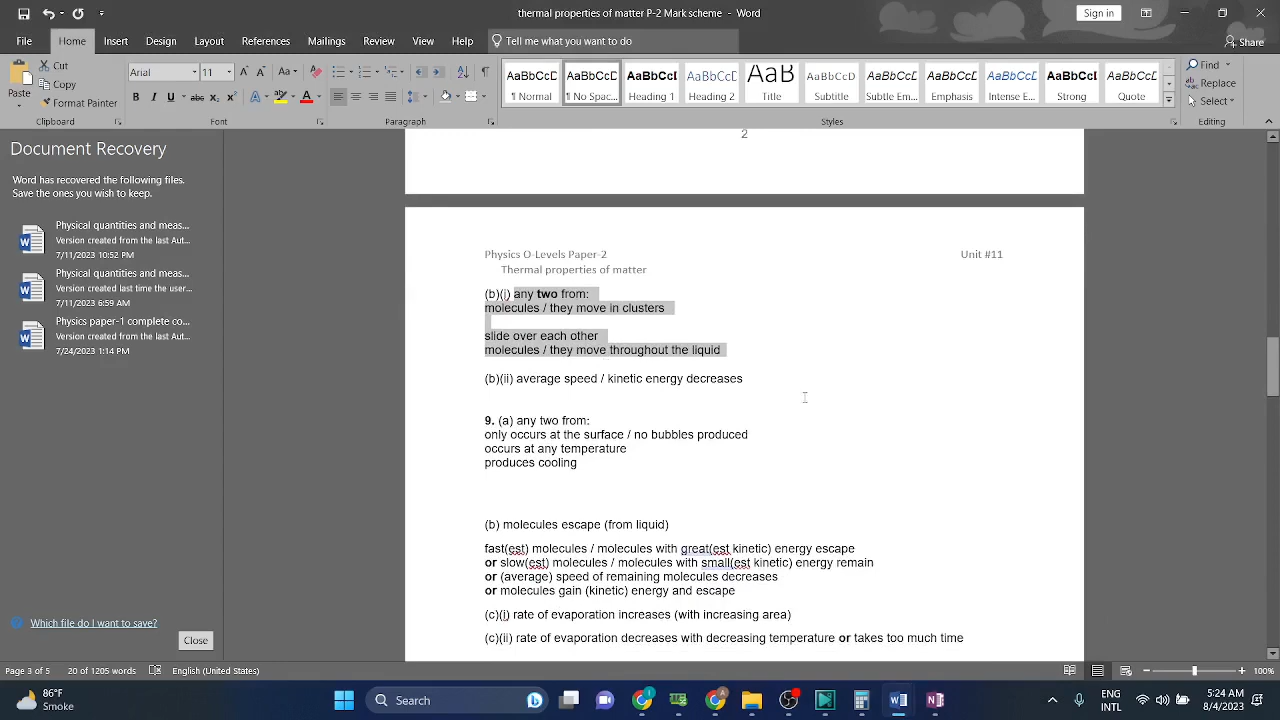 thermal properties of matter P-2 Mark scheme - Word
Sign in
File Home Insert Design Layout References Mailings Review View Help Tell me what you want to do Share
Paste Cut Copy Format Painter
Clipboard
Arial 11
Font
Paragraph
AaBbCcD AaBbCcD AaBbCcI AaBbCcD AaB AaBbCcD AaBbCcL AaBbCcL AaBbCcL AaBbCcI AaBbCcL
¶ Normal ¶ No Spac... Heading 1 Heading 2 Title Subtitle Subtle Em... Emphasis Intense E... Strong Quote
Styles
Find Replace Select
Editing
Document Recovery
Word has recovered the following files.
Save the ones you wish to keep.
Physical quantities and meas...
Version created from the last Aut...
7/11/2023 10:52 PM
Physical quantities and meas...
Version created the last time the user...
7/11/2023 6:59 AM
Physics paper-1 complete co...
Version created from the last Aut...
7/24/2023 1:14 PM
Which file do I want to save?
Close
2
Physics O-Levels Paper-2 Unit #11
Thermal properties of matter
(b)(i) any two from:
molecules / they move in clusters
slide over each other
molecules / they move throughout the liquid
(b)(ii) average speed / kinetic energy decreases
9. (a) any two from:
only occurs at the surface / no bubbles produced
occurs at any temperature
produces cooling
(b) molecules escape (from liquid)
fast(est) molecules / molecules with great(est kinetic) energy escape
or slow(est) molecules / molecules with small(est kinetic) energy remain
or (average) speed of remaining molecules decreases
or molecules gain (kinetic) energy and escape
(c)(i) rate of evaporation increases (with increasing area)
(c)(ii) rate of evaporation decreases with decreasing temperature or takes too much time
Page 3 of 5 20 of 1205 words English (United States) 100%
86°F
Smoke
Search
ENG
INTL
5:24 AM
8/4/2023